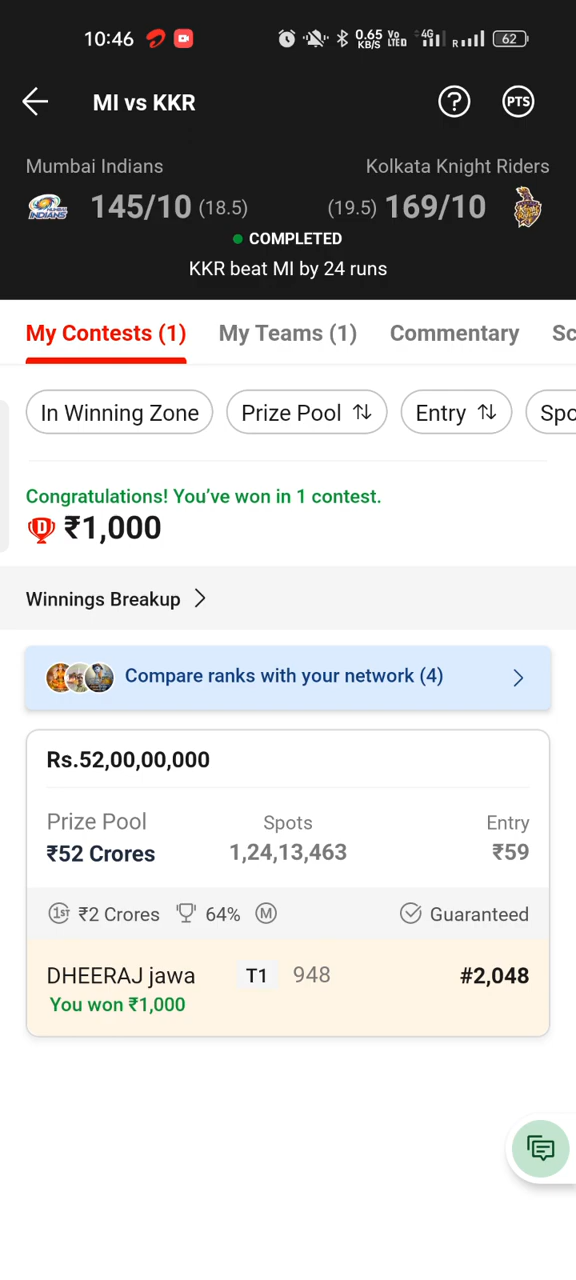 10:46 0.65 KB/S Vo LTED 4G R 62
MI vs KKR ? PTS
Mumbai Indians Kolkata Knight Riders
145/10 (18.5) (19.5) 169/10
COMPLETED
KKR beat MI by 24 runs
My Contests (1) My Teams (1) Commentary Sc
In Winning Zone Prize Pool Entry Spo
Congratulations! You've won in 1 contest.
D ₹1,000
Winnings Breakup
Compare ranks with your network (4)
Rs.52,00,00,000
Prize Pool Spots Entry
₹52 Crores 1,24,13,463 ₹59
1ST ₹2 Crores 64% M Guaranteed
DHEERAJ jawa T1 948 #2,048
You won ₹1,000